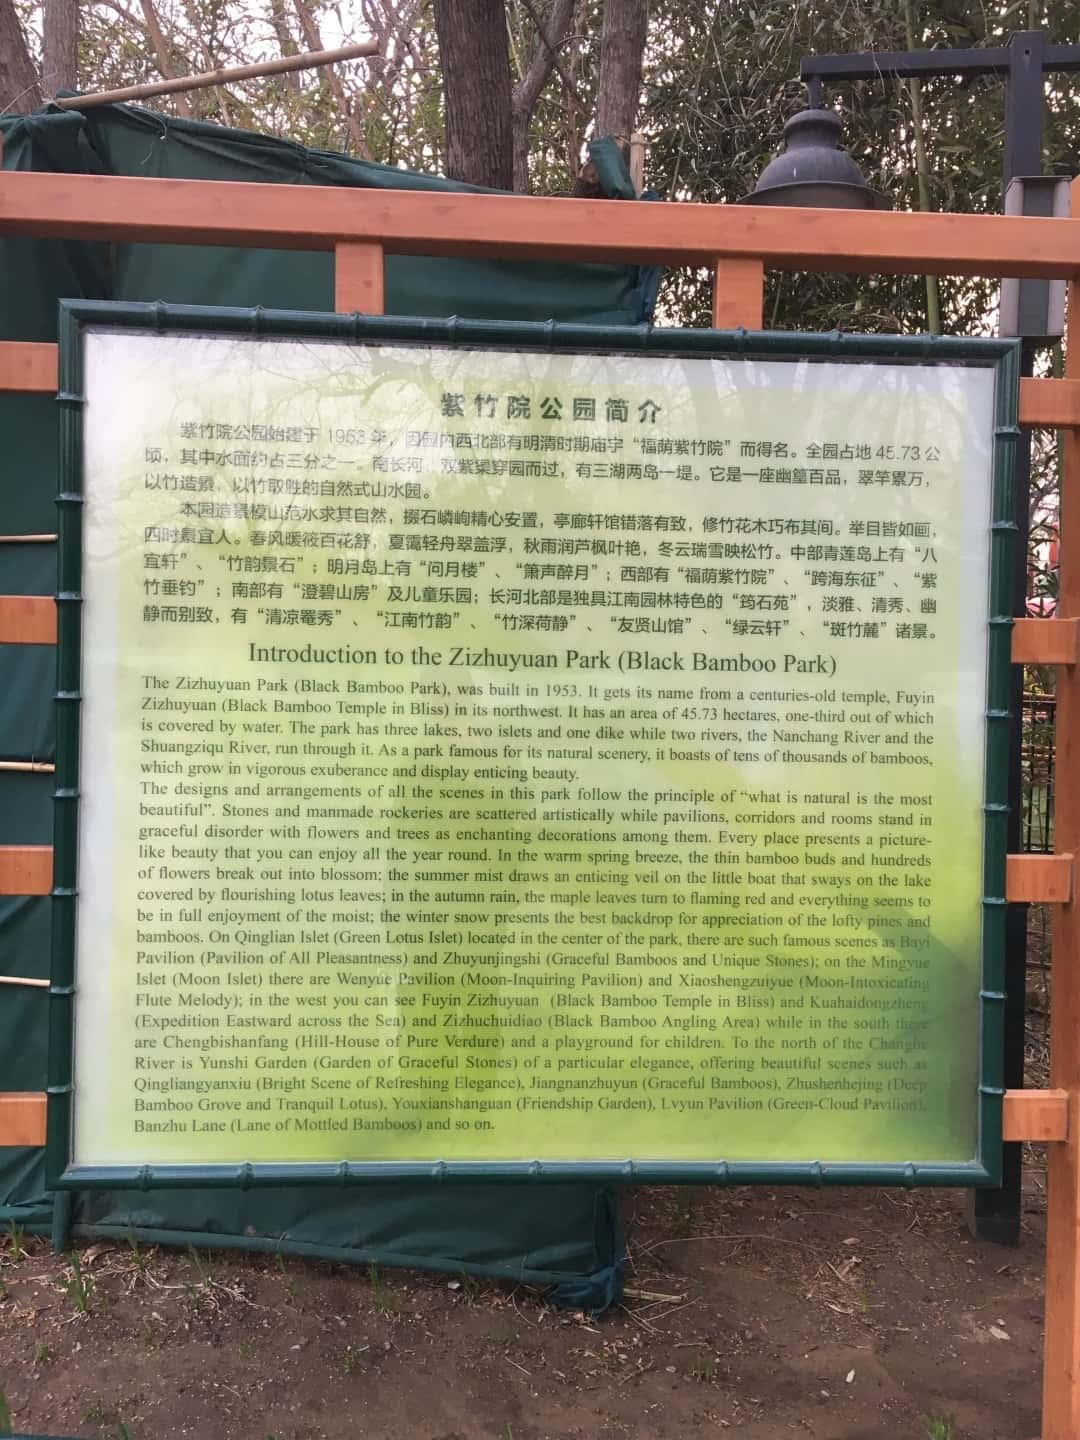 紫竹院公园简介
紫竹院公园始建于1953年，因园内西北部有明清时期庙宇“福荫紫竹院”而得名。全园占地45.73公
顷，其中水面约占三分之一。南长河、双紫渠穿园而过，有三湖两岛一堤。它是一座幽篁百品，翠竿累万，
以竹造景，以竹取胜的自然式山水园。
本园造景模山范水求其自然，掇石嶙峋精心安置，亭廊轩馆错落有致，修竹花木巧布其间。举目皆如画，
四时最宜人。春风暖筱百花舒，夏霭轻舟翠盖浮，秋雨润芦枫叶艳，冬云瑞雪映松竹。中部青莲岛上有“八
宜轩”、“竹韵景石”；明月岛上有“问月楼”、“箫声醉月”；西部有“福荫紫竹院”、“跨海东征”、“紫
竹垂钓”；南部有“澄碧山房”及儿童乐园；长河北部是独具江南园林特色的“筠石苑”，淡雅、清秀、幽
静而别致，有“清凉罨秀”、“江南竹韵”、“竹深荷静”、“友贤山馆”、“绿云轩”、“斑竹麓”诸景。
Introduction to the Zizhuyuan Park (Black Bamboo Park)
The Zizhuyuan Park (Black Bamboo Park), was built in 1953. It gets its name from a centuries-old temple, Fuyin
Zizhuyuan (Black Bamboo Temple in Bliss) in its northwest. It has an area of 45.73 hectares, one-third out of which
is covered by water. The park has three lakes, two islets and one dike while two rivers, the Nanchang River and the
Shuangziqu River, run through it. As a park famous for its natural scenery, it boasts of tens of thousands of bamboos,
which grow in vigorous exuberance and display enticing beauty.
The designs and arrangements of all the scenes in this park follow the principle of “what is natural is the most
beautiful”. Stones and manmade rockeries are scattered artistically while pavilions, corridors and rooms stand in
graceful disorder with flowers and trees as enchanting decorations among them. Every place presents a picture-
like beauty that you can enjoy all the year round. In the warm spring breeze, the thin bamboo buds and hundreds
of flowers break out into blossom; the summer mist draws an enticing veil on the little boat that sways on the lake
covered by flourishing lotus leaves; in the autumn rain, the maple leaves turn to flaming red and everything seems to
be in full enjoyment of the moist; the winter snow presents the best backdrop for appreciation of the lofty pines and
bamboos. On Qinglian Islet (Green Lotus Islet) located in the center of the park, there are such famous scenes as Bayi
Pavilion (Pavilion of All Pleasantness) and Zhuyunjingshi (Graceful Bamboos and Unique Stones); on the Mingyue
Islet (Moon Islet) there are Wenyue Pavilion (Moon-Inquiring Pavilion) and Xiaoshengzuiyue (Moon-Intoxicating
Flute Melody); in the west you can see Fuyin Zizhuyuan (Black Bamboo Temple in Bliss) and Kuahaidongzheng
(Expedition Eastward across the Sea) and Zizhuchuidiao (Black Bamboo Angling Area) while in the south there
are Chengbishanfang (Hill-House of Pure Verdure) and a playground for children. To the north of the Changhe
River is Yunshi Garden (Garden of Graceful Stones) of a particular elegance, offering beautiful scenes such as
Qingliangyanxiu (Bright Scene of Refreshing Elegance), Jiangnanzhuyun (Graceful Bamboos), Zhushenhejing (Deep
Bamboo Grove and Tranquil Lotus), Youxianshanguan (Friendship Garden), Lvyun Pavilion (Green-Cloud Pavilion),
Banzhu Lane (Lane of Mottled Bamboos) and so on.